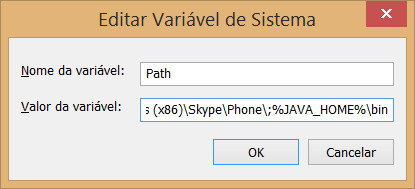 Editar Variável de Sistema
Nome da variável: Path
Valor da variável: s (x86)\Skype\Phone\;%JAVA_HOME%\bin
OK Cancelar